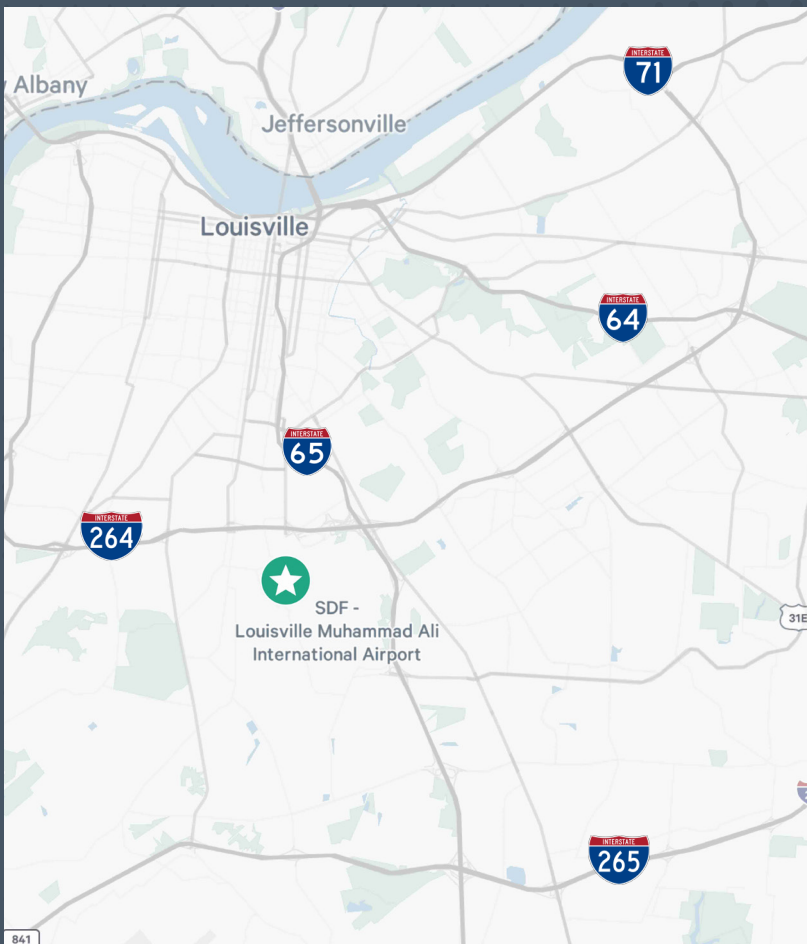 INTERSTATE
71
Albany
Jeffersonville
Louisville
INTERSTATE
64
INTERSTATE
65
INTERSTATE
264
SDF -
Louisville Muhammad Ali
International Airport
31E
INTERSTATE
265
841